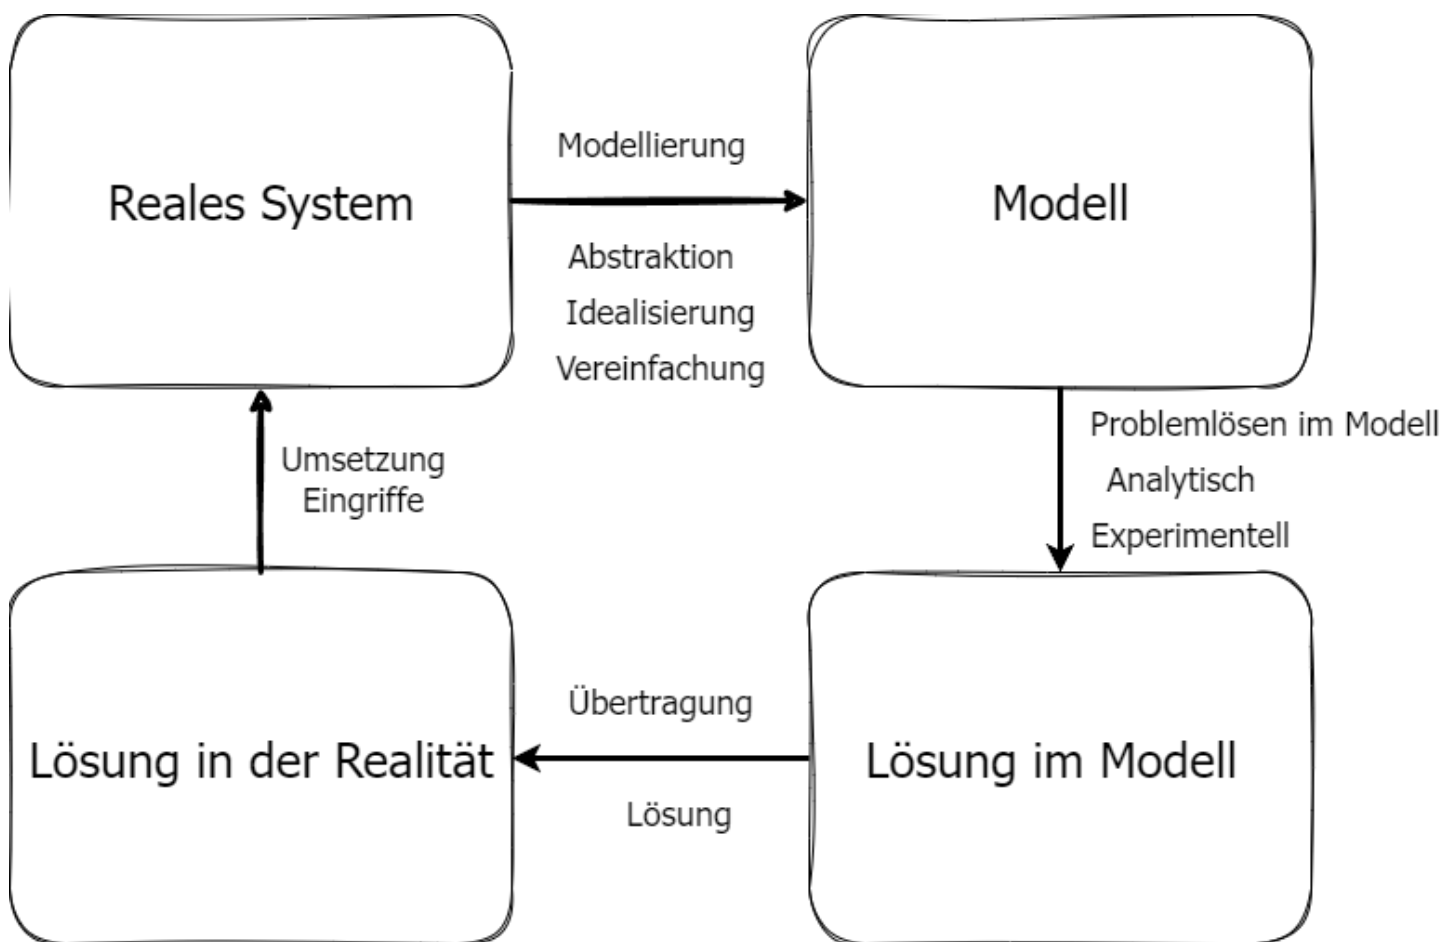 Reales System
Modellierung
Abstraktion
Idealisierung
Vereinfachung
Modell
Problemlösen im Modell
Analytisch
Experimentell
Umsetzung
Eingriffe
Lösung in der Realität
Übertragung
Lösung
Lösung im Modell